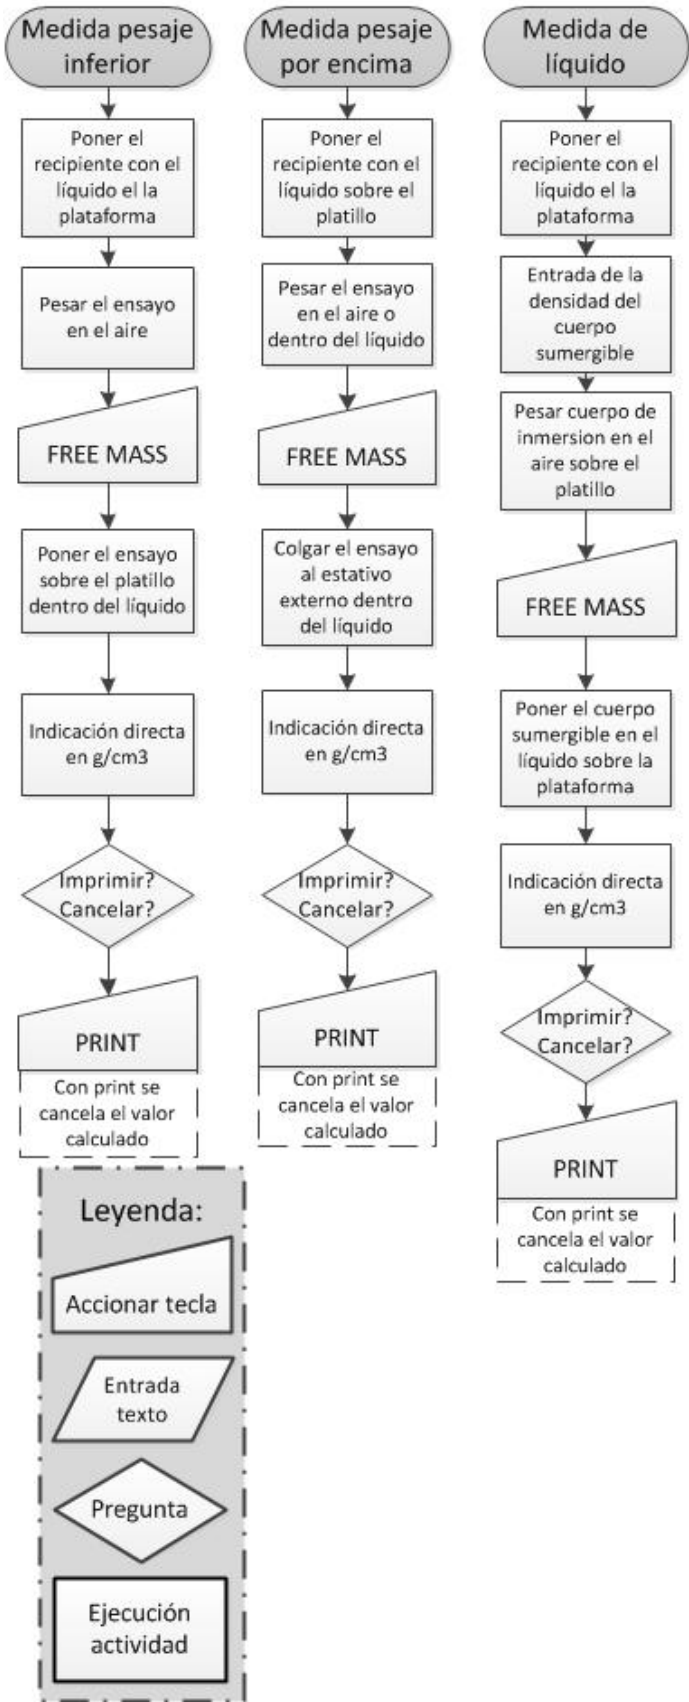 Medida pesaje
inferior
Poner el
recipiente con el
líquido el la
plataforma
Pesar el ensayo
en el aire
FREE MASS
Poner el ensayo
sobre el platillo
dentro del líquido
Indicación directa
en g/cm3
Imprimir?
Cancelar?
PRINT
Con print se
cancela el valor
calculado
Medida pesaje
por encima
Poner el
recipiente con el
líquido sobre el
platillo
Pesar el ensayo
en el aire o
dentro del líquido
FREE MASS
Colgar el ensayo
al estativo
externo dentro
del líquido
Indicación directa
en g/cm3
Imprimir?
Cancelar?
PRINT
Con print se
cancela el valor
calculado
Medida de
líquido
Poner el
recipiente con el
líquido el la
plataforma
Entrada de la
densidad del
cuerpo
sumergible
Pesar cuerpo de
inmersion en el
aire sobre el
platillo
FREE MASS
Poner el cuerpo
sumergible en el
líquido sobre la
plataforma
Indicación directa
en g/cm3
Imprimir?
Cancelar?
PRINT
Con print se
cancela el valor
calculado
Leyenda:
Accionar tecla
Entrada
texto
Pregunta
Ejecución
actividad